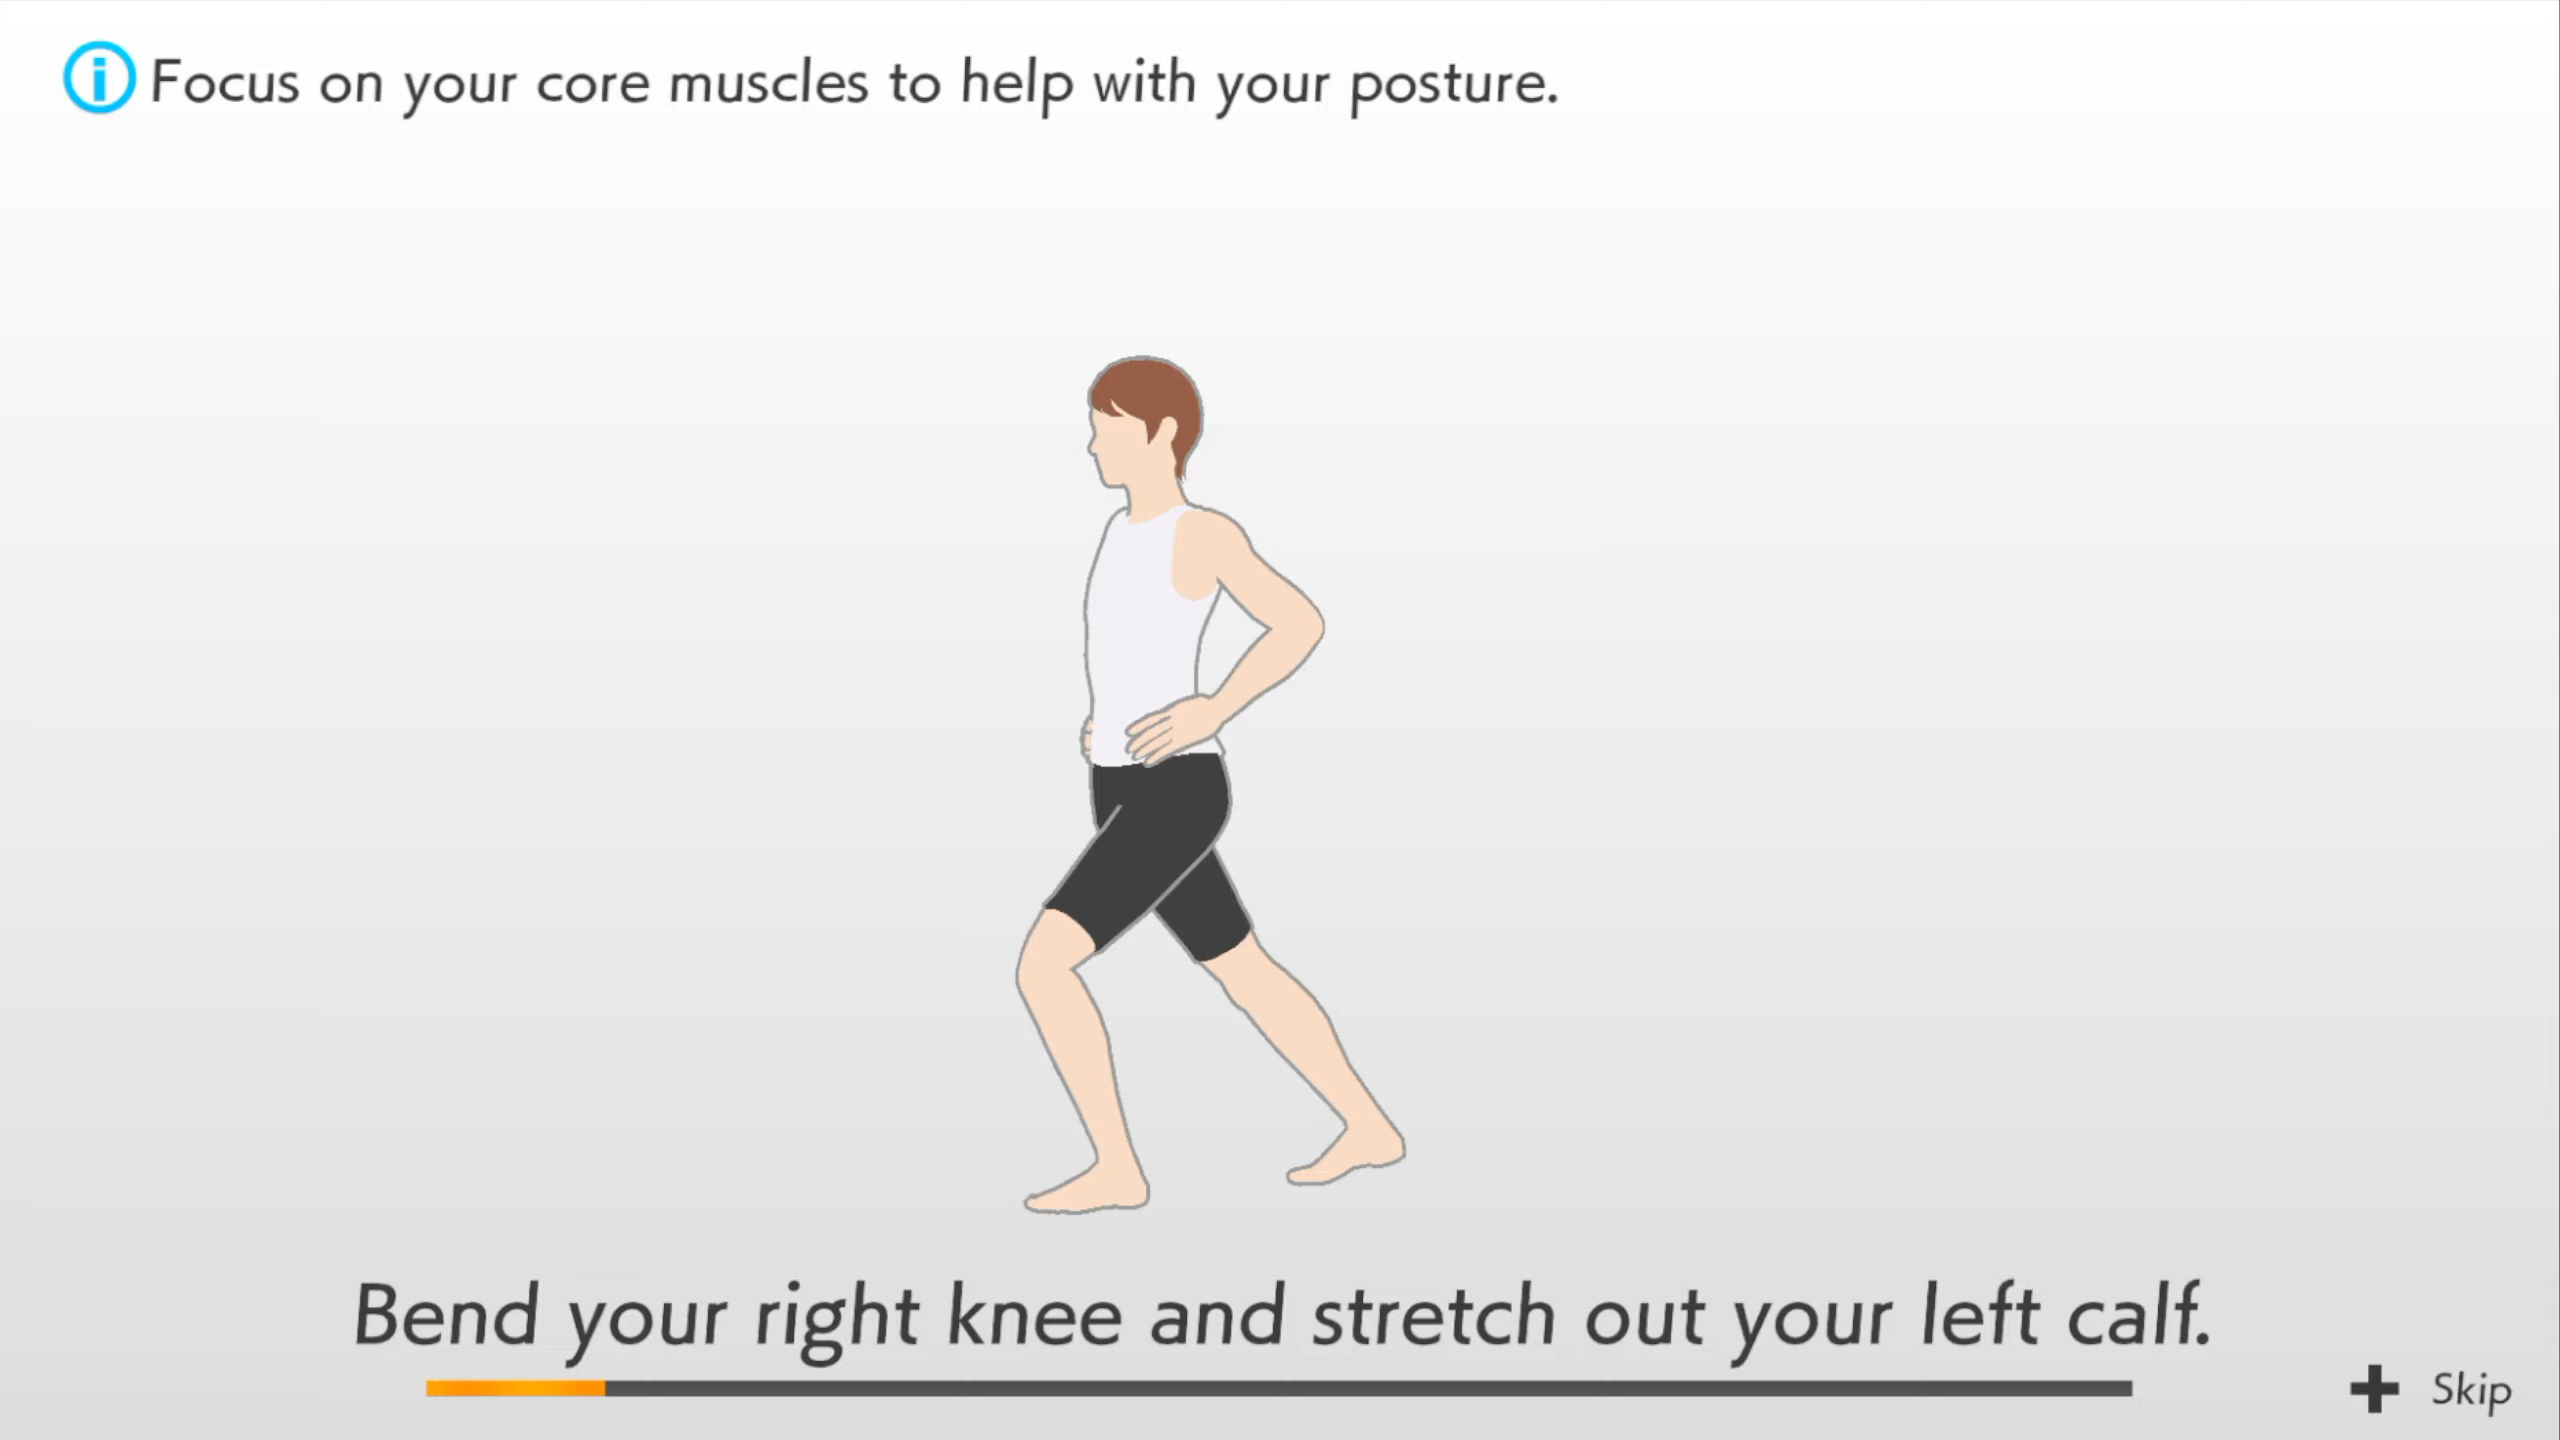 Focus on your core muscles to help with your posture.
Bend your right knee and stretch out your left calf.
Skip